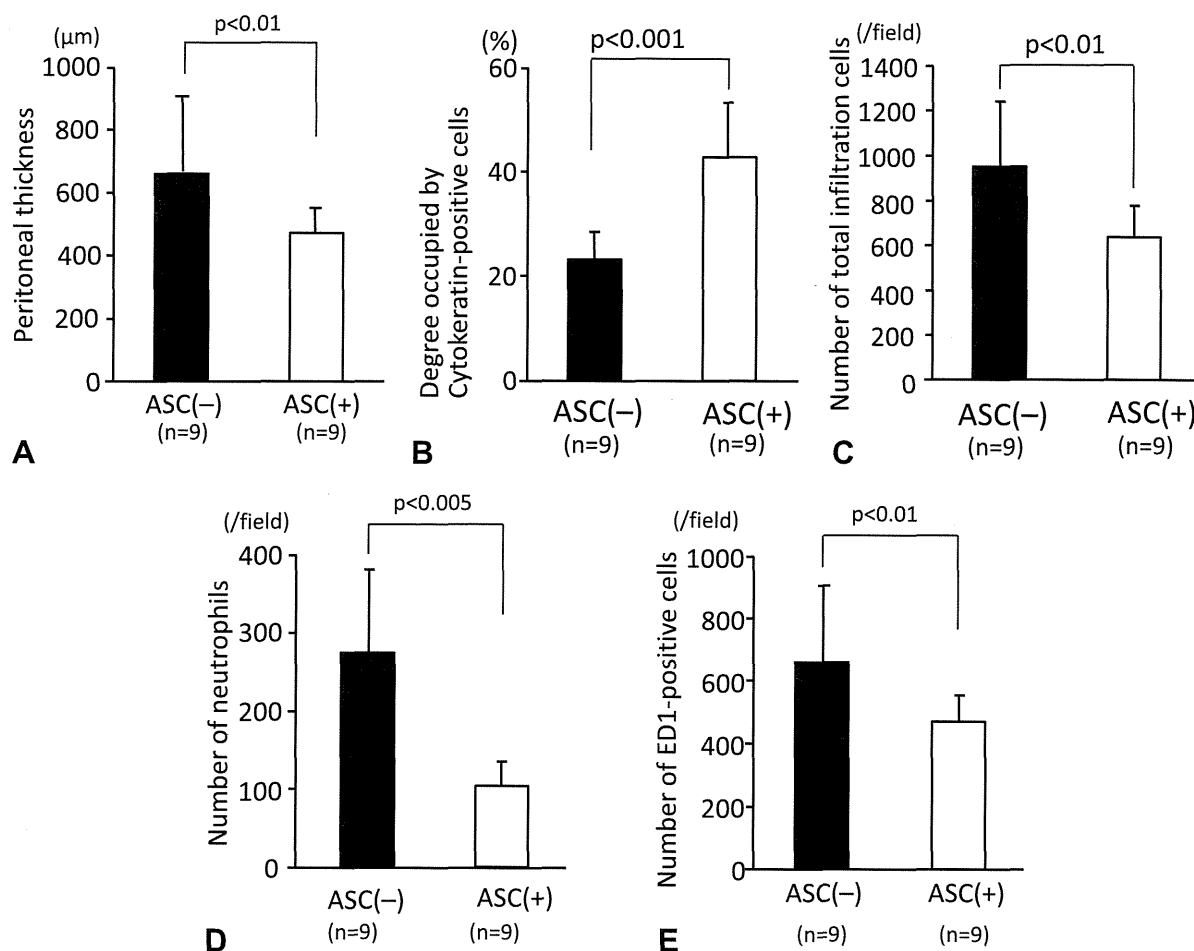 (µm)
p<0.01
1000
800
600
400
200
0
Peritoneal thickness
ASC(–)
ASC(+)
(n=9)
(n=9)
A
(%)
p<0.001
60
40
20
0
Degree occupied by
Cytokeratin-positive cells
ASC(–)
ASC(+)
(n=9)
(n=9)
B
(/field)
p<0.01
1400
1200
1000
800
600
400
200
0
Number of total infiltration cells
ASC(–)
ASC(+)
(n=9)
(n=9)
C
(/field)
p<0.005
400
300
200
100
0
Number of neutrophils
ASC(–)
ASC(+)
(n=9)
(n=9)
D
(/field)
p<0.01
1000
800
600
400
200
0
Number of ED1-positive cells
ASC(–)
ASC(+)
(n=9)
(n=9)
E